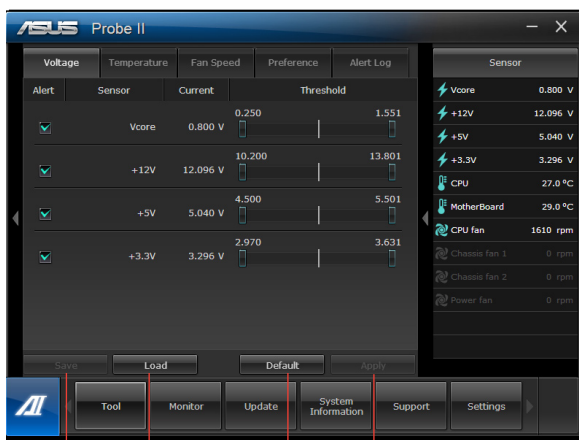 ASUS Probe II
Voltage Temperature Fan Speed Preference Alert Log
Alert Sensor Current Threshold
0.250 1.551
Vcore 0.800 V
10.200 13.801
+12V 12.096 V
4.500 5.501
+5V 5.040 V
2.970 3.631
+3.3V 3.296 V
Save Load Default Apply
Sensor
Vcore 0.800 V
+12V 12.096 V
+5V 5.040 V
+3.3V 3.296 V
CPU 27.0 ºC
MotherBoard 29.0 ºC
CPU fan 1610 rpm
Chassis fan 1 0 rpm
Chassis fan 2 0 rpm
Power fan 0 rpm
Tool Monitor Update System Information Support Settings